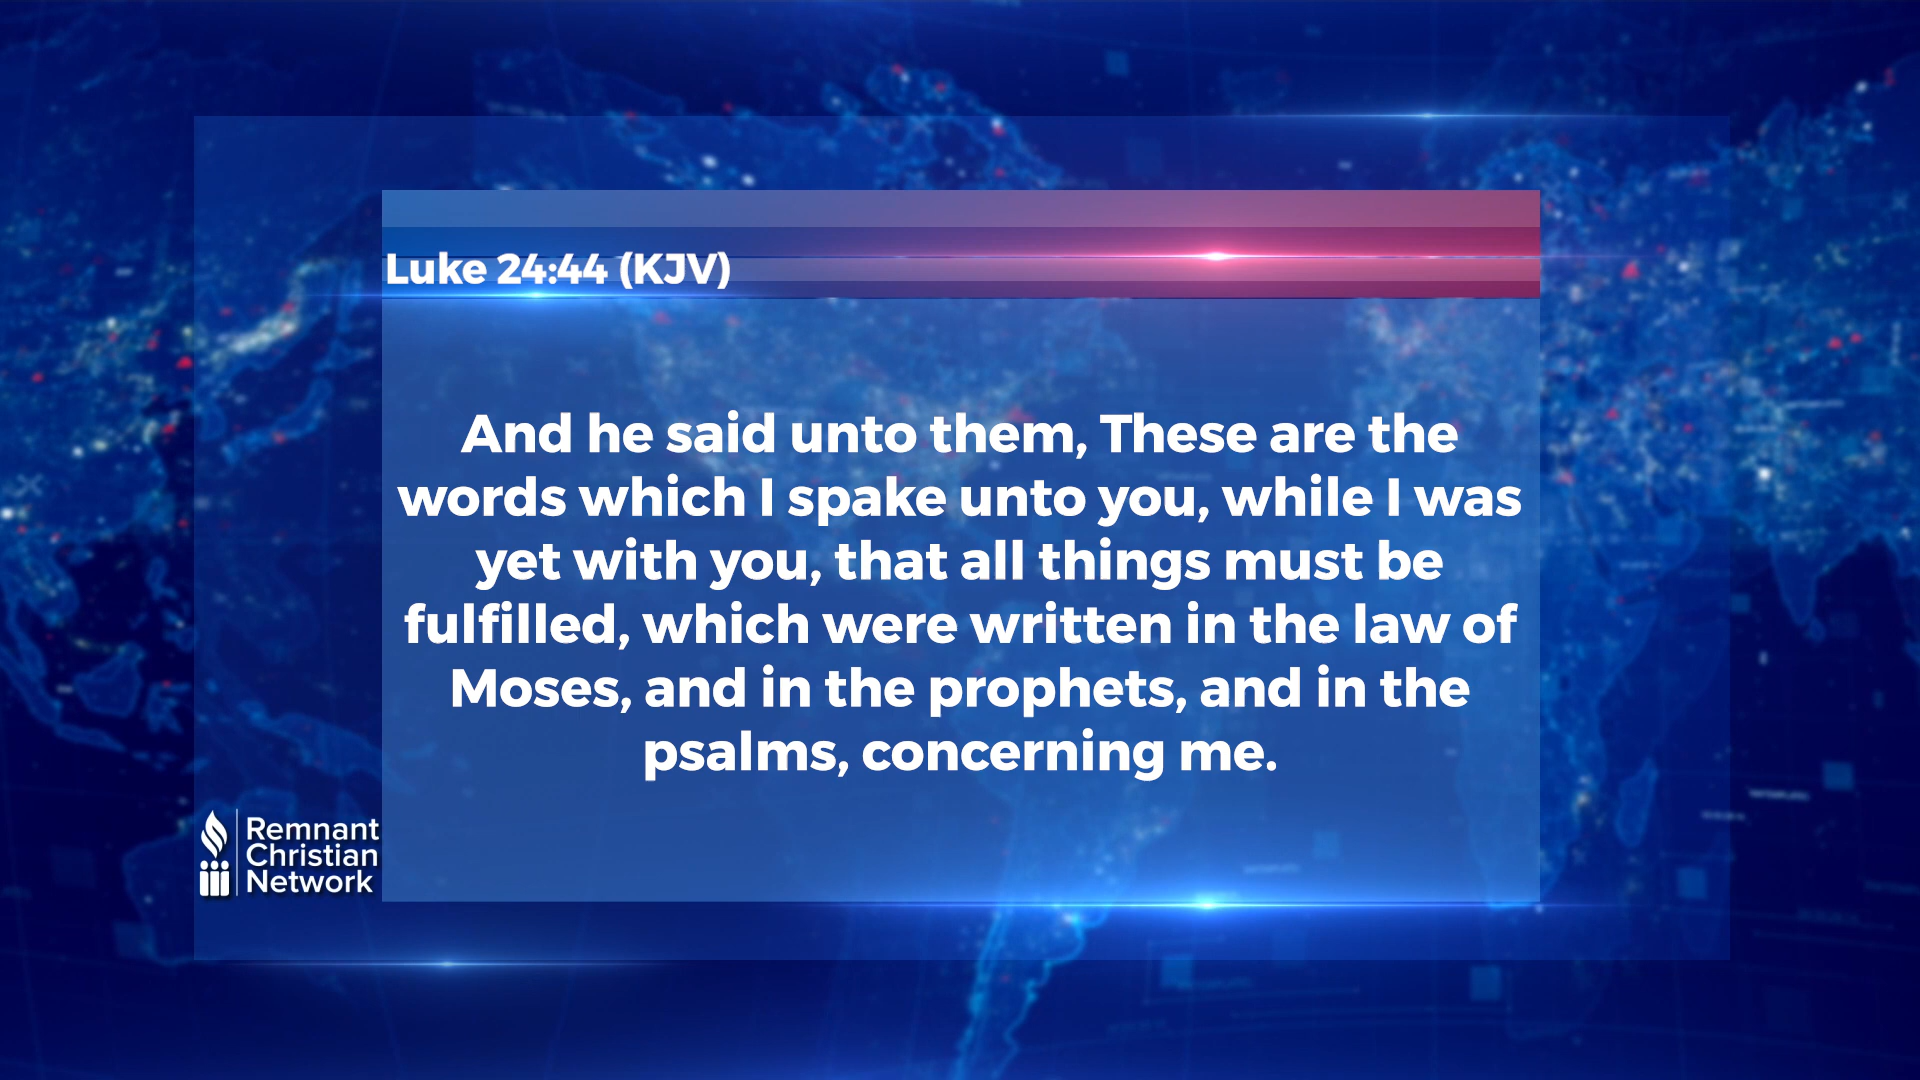 Luke 24:44 (KJV)
And he said unto them, These are the
words which I spake unto you, while I was
yet with you, that all things must be
fulfilled, which were written in the law of
Moses, and in the prophets, and in the
psalms, concerning me.
Remnant
Christian
Network